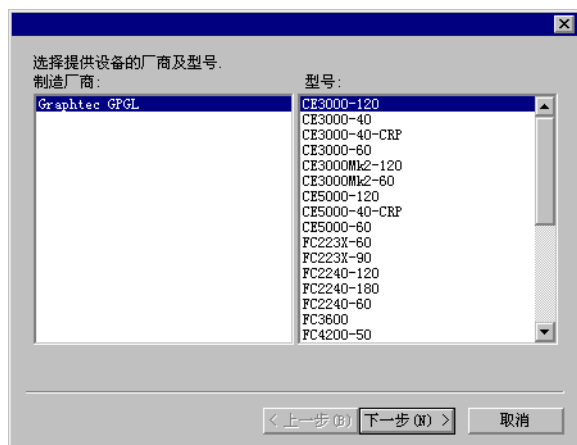 选择提供设备的厂商及型号.
制造厂商:
型号:
Graphtec GPGL
CE3000-120
CE3000-40
CE3000-40-CRP
CE3000-60
CE3000Mk2-120
CE3000Mk2-60
CE5000-120
CE5000-40-CRP
CE5000-60
FC223X-60
FC223X-90
FC2240-120
FC2240-180
FC2240-60
FC3600
FC4200-50
< 上一步(B)
下一步(N) >
取消